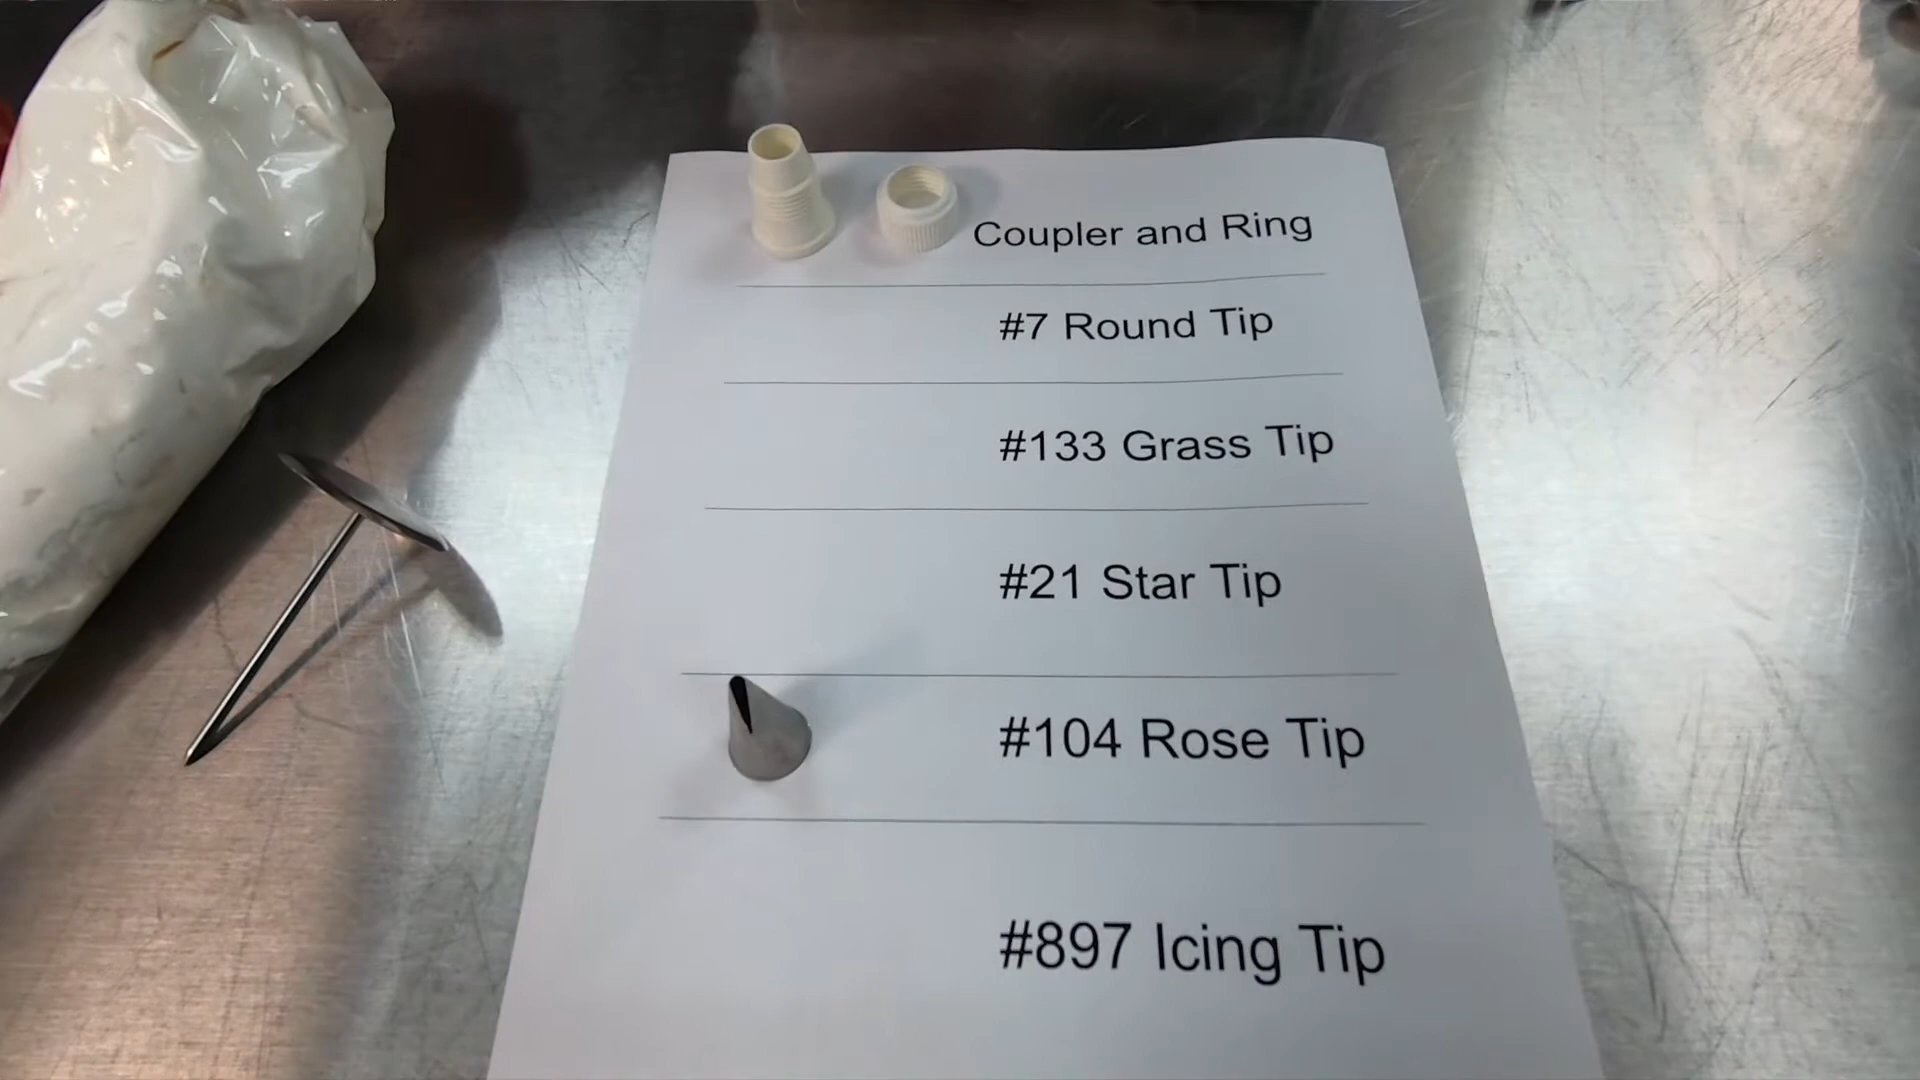 Coupler and Ring
#7 Round Tip
#133 Grass Tip
#21 Star Tip
#104 Rose Tip
#897 Icing Tip